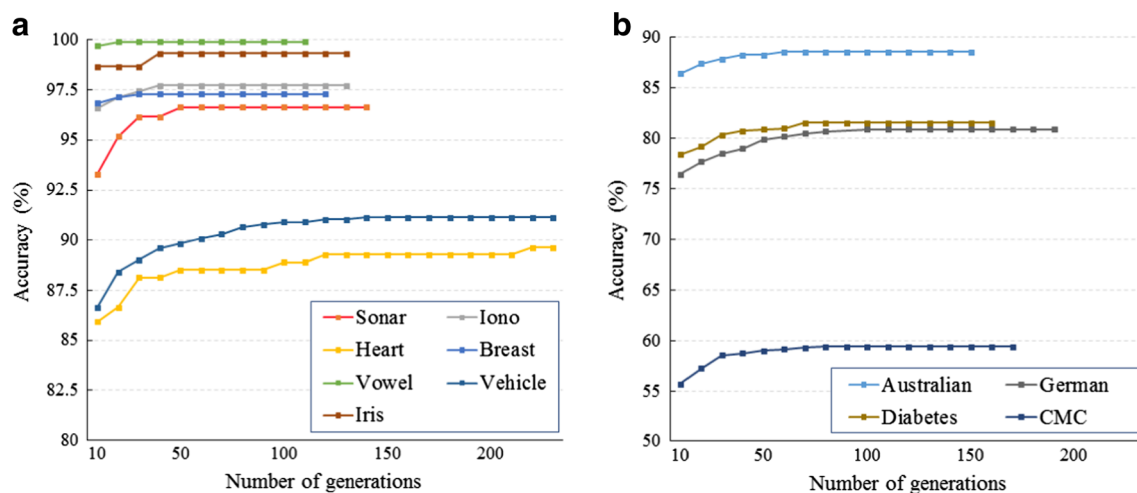 a
100
97.5
95
92.5
90
87.5
85
82.5
80
Accuracy (%)
10 50 100 150 200
Number of generations
Sonar Iono
Heart Breast
Vowel Vehicle
Iris
b
90
85
80
75
70
65
60
55
50
Accuracy (%)
10 50 100 150 200
Number of generations
Australian German
Diabetes CMC